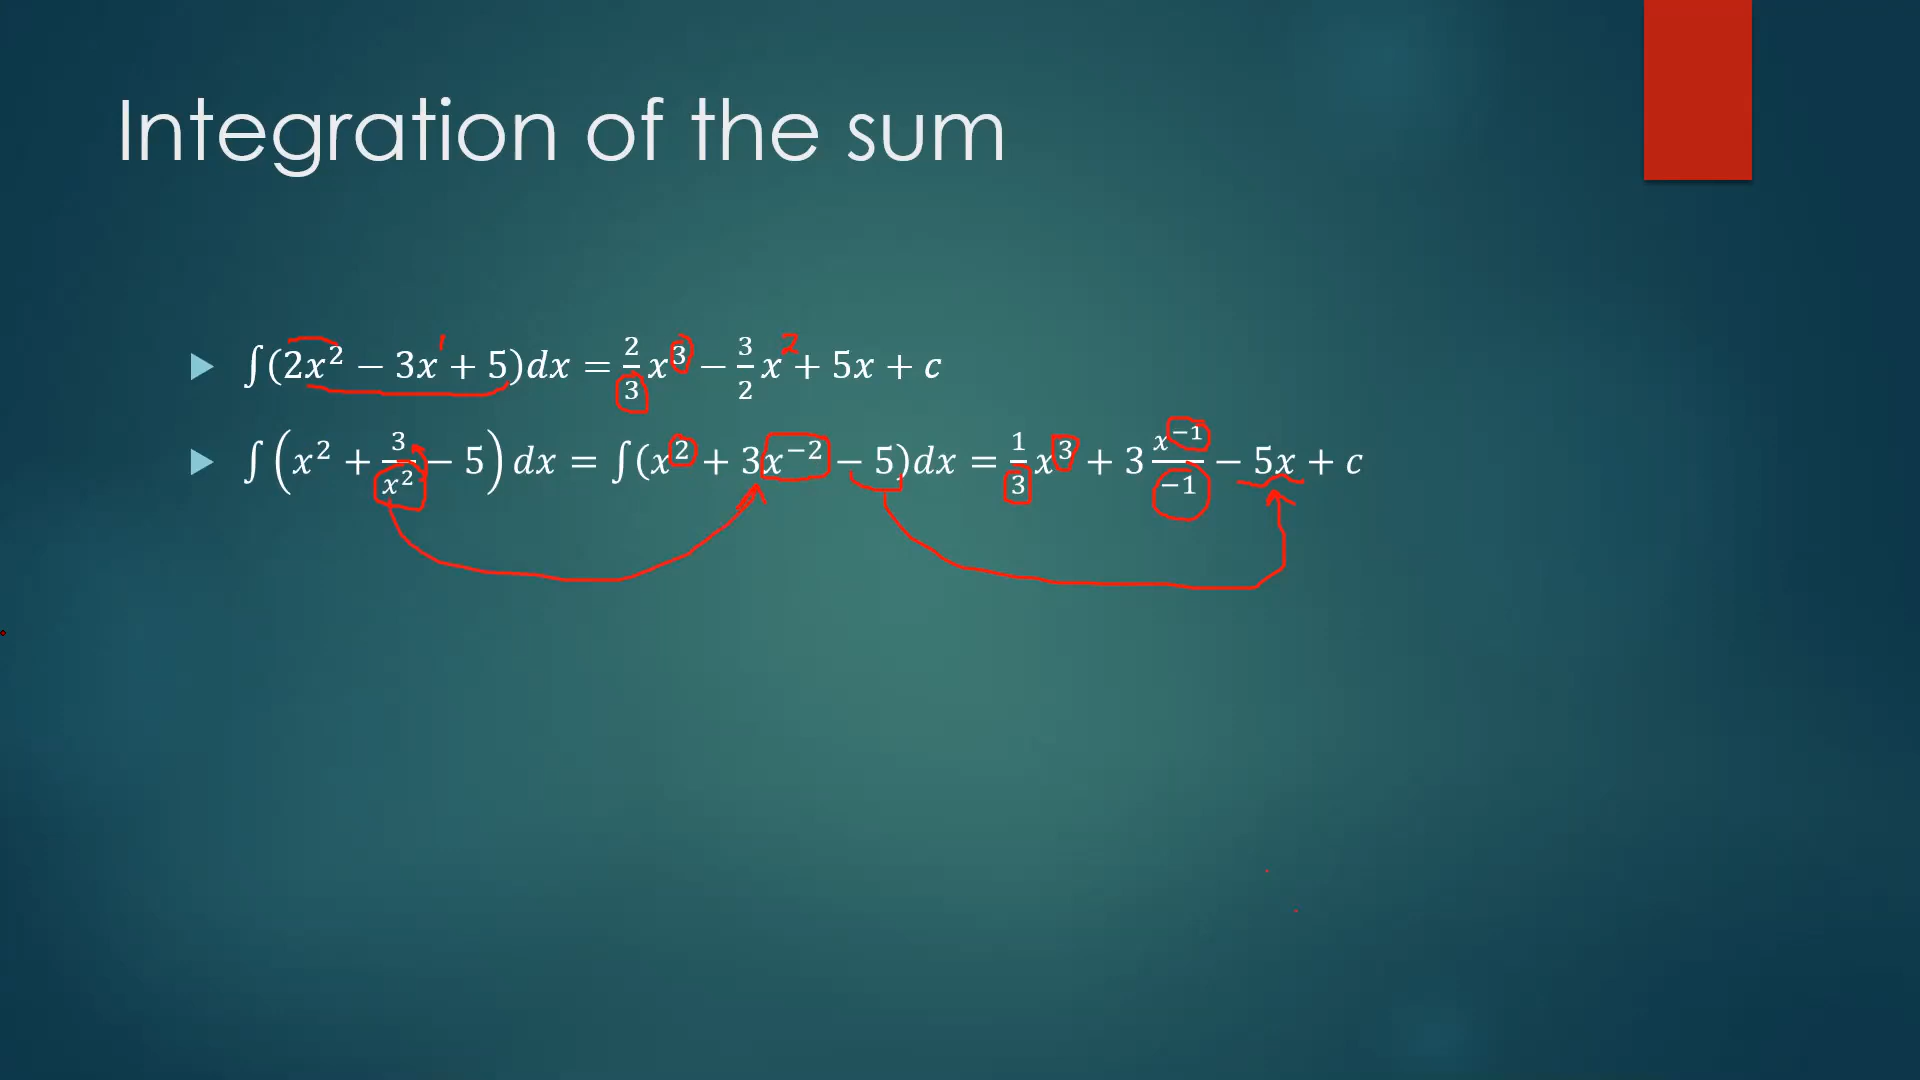 Integration of the sum
∫(2x² − 3x¹ + 5)dx = 2/3 x³ − 3/2 x² + 5x + c
∫(x² + 3/x² − 5)dx = ∫(x² + 3x⁻² − 5)dx = 1/3 x³ + 3 x⁻¹/−1 − 5x + c